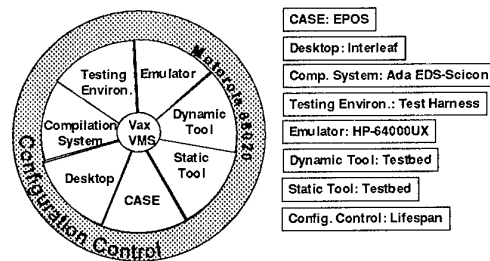 Testing
Environ.
Emulator
Motorola 68020
Dynamic
Tool
Compilation
System
Vax
VMS
Static
Tool
Desktop
CASE
Configuration Control
CASE: EPOS
Desktop: Interleaf
Comp. System: Ada EDS-Scicon
Testing Environ.: Test Harness
Emulator: HP-64000UX
Dynamic Tool: Testbed
Static Tool: Testbed
Config. Control: Lifespan